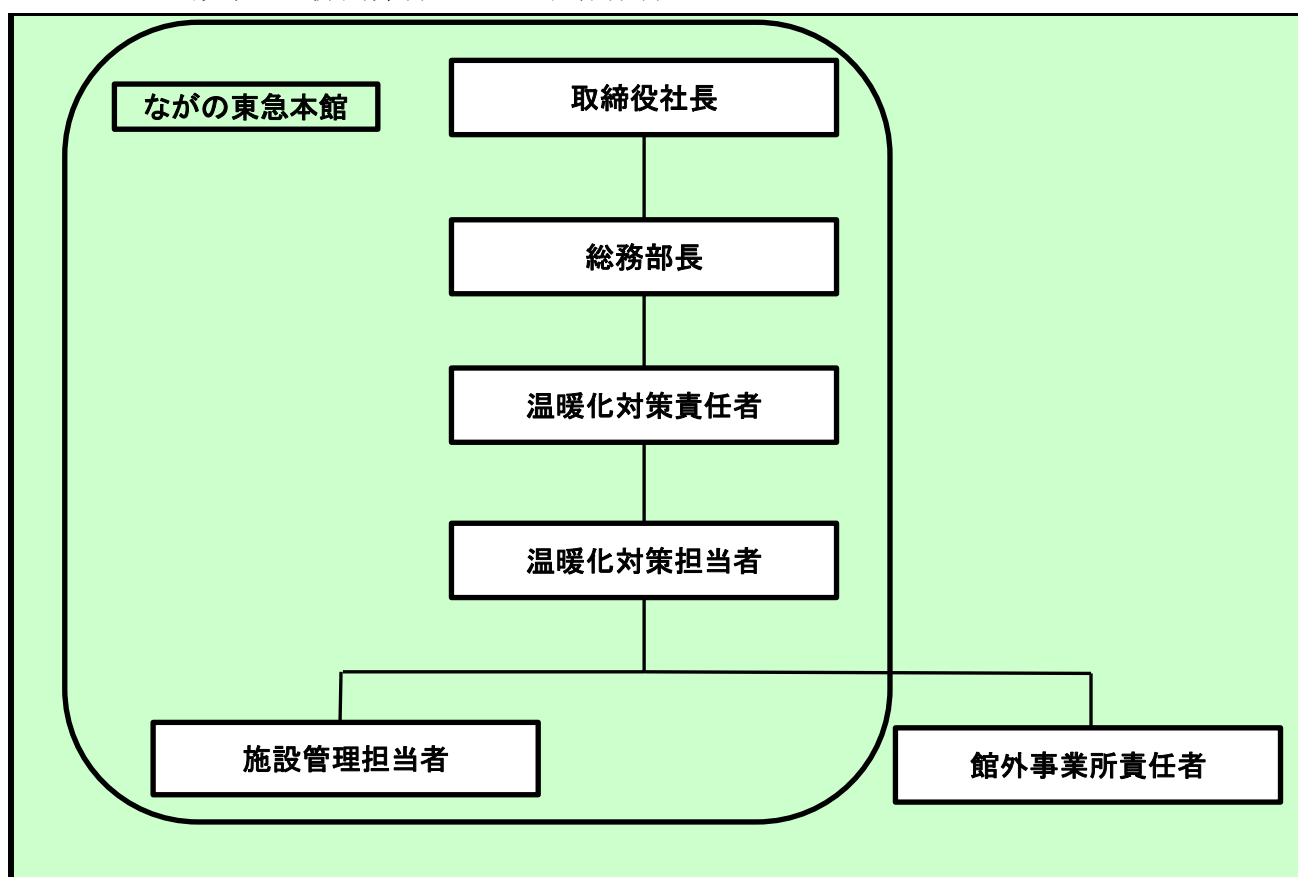 ながの東急本館
取締役社長
総務部長
温暖化対策責任者
温暖化対策担当者
施設管理担当者
館外事業所責任者